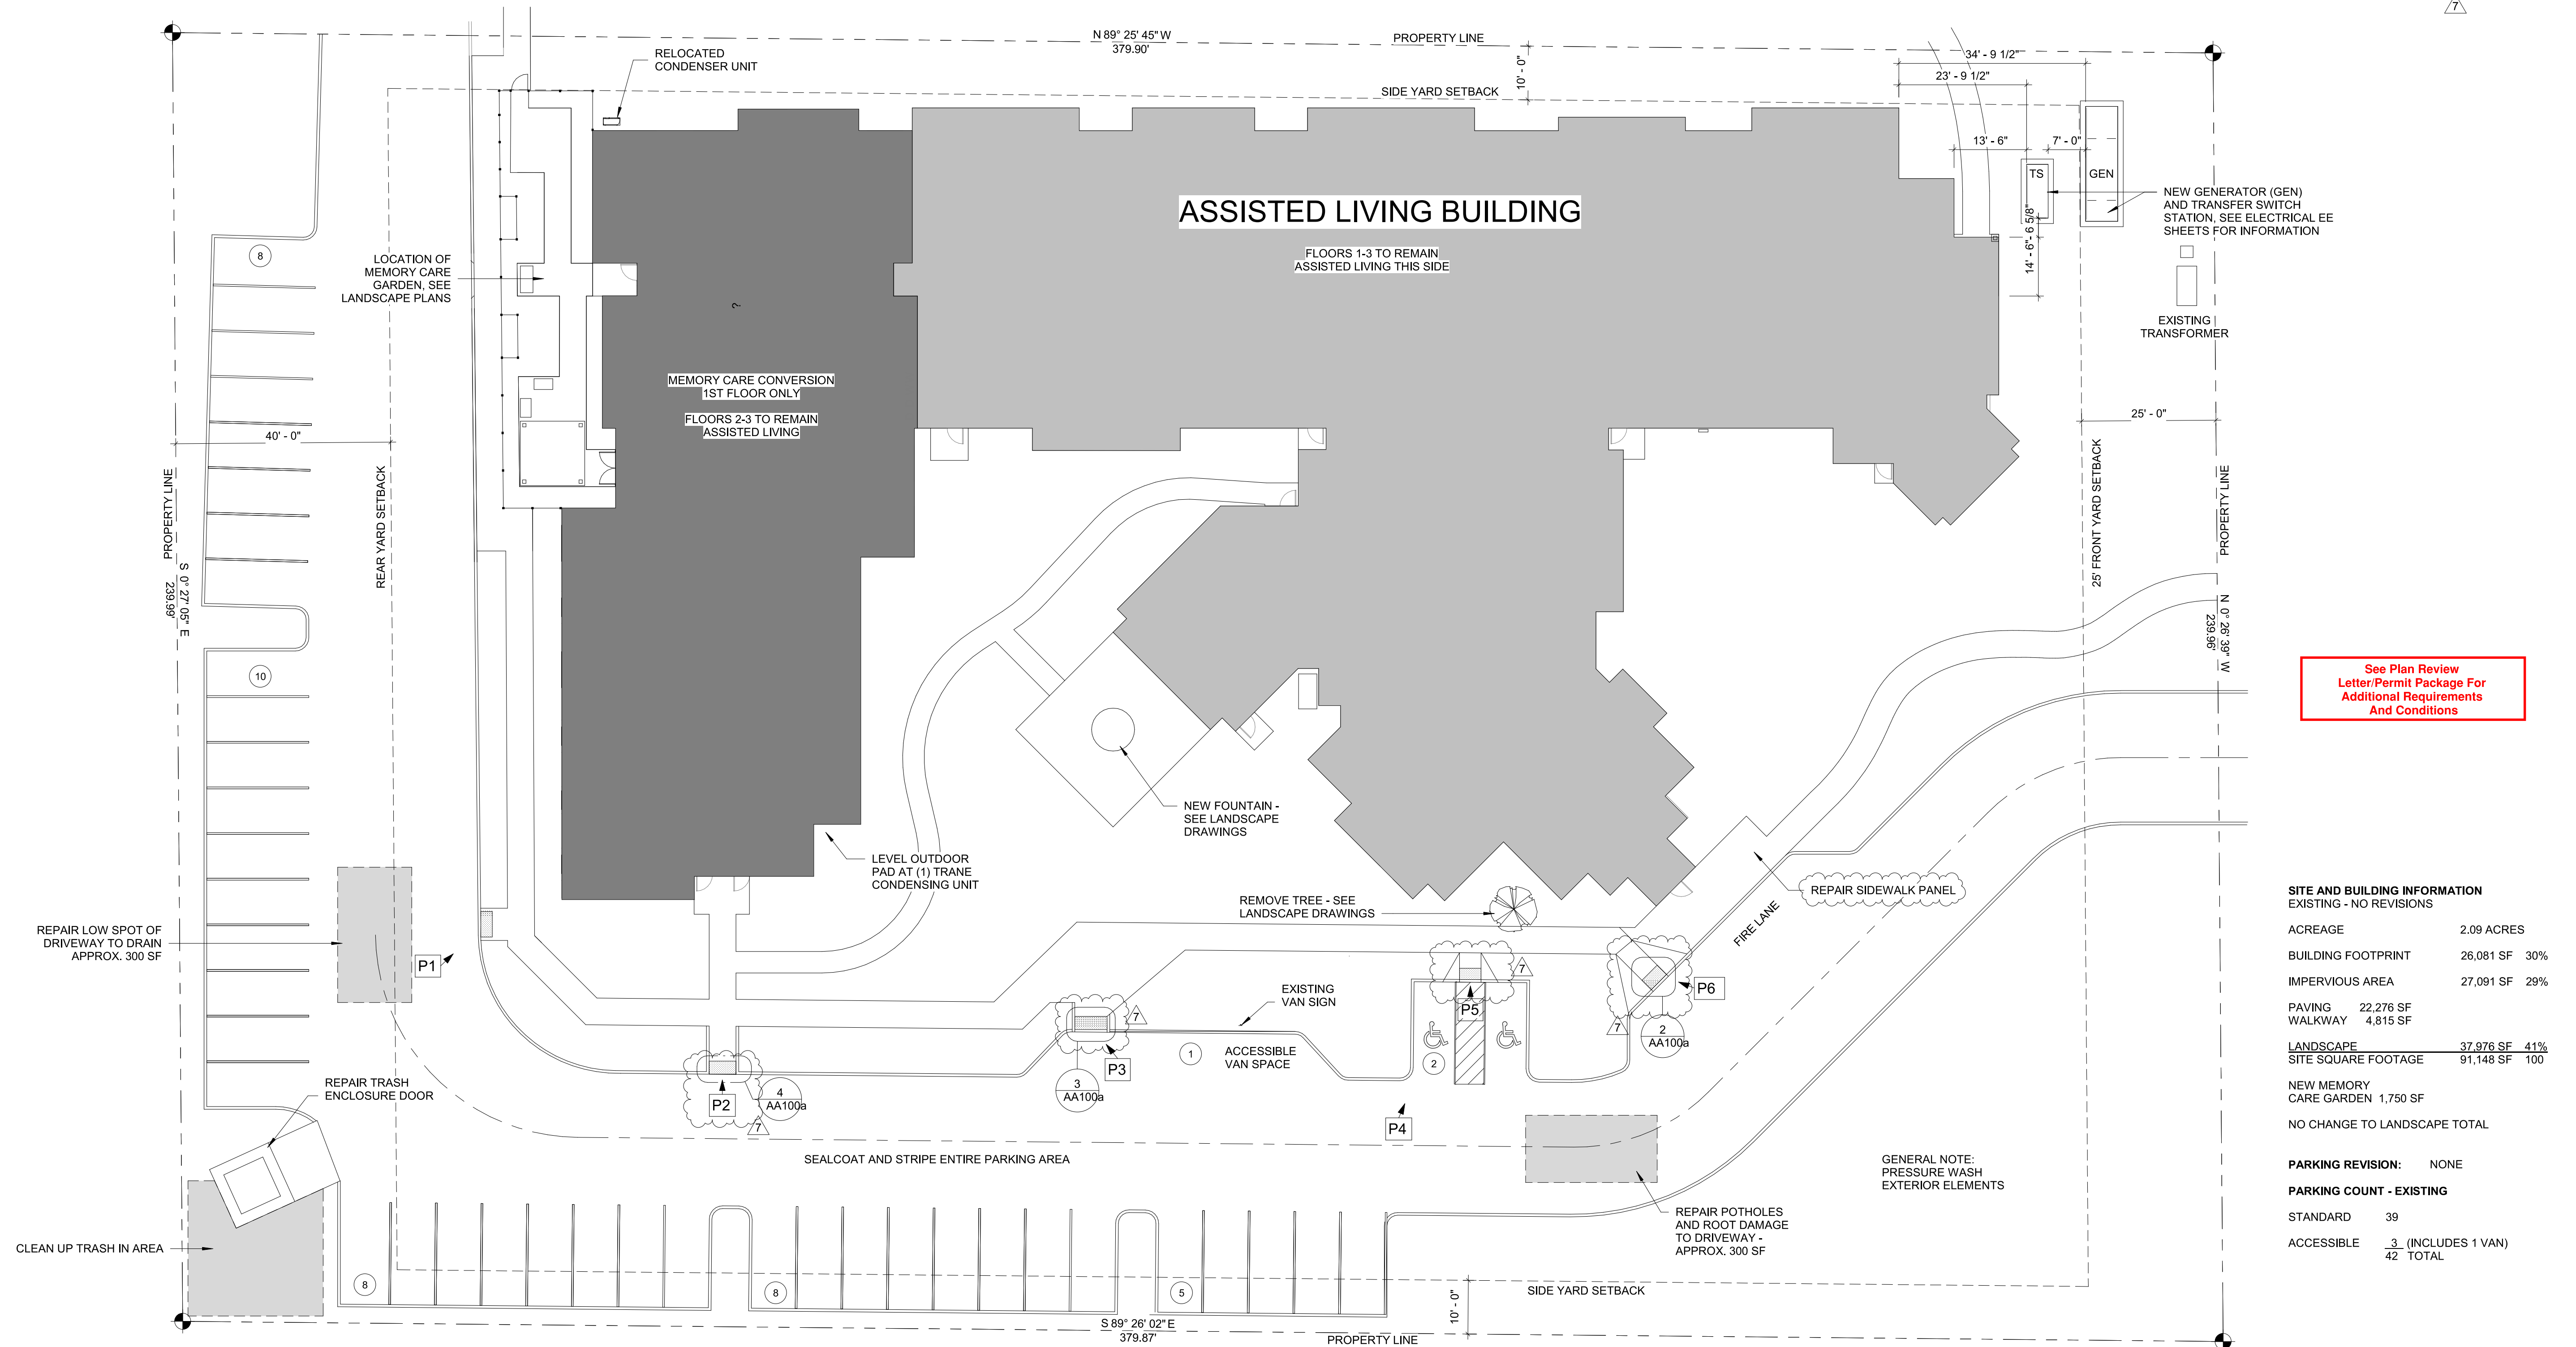 7
N 89° 25' 45" W
379.90'
PROPERTY LINE
RELOCATED
CONDENSER UNIT
10' - 0"
SIDE YARD SETBACK
34' - 9 1/2"
23' - 9 1/2"
13' - 6"
7' - 0"
TS
GEN
NEW GENERATOR (GEN)
AND TRANSFER SWITCH
STATION, SEE ELECTRICAL EE
SHEETS FOR INFORMATION
14' - 6"
6 5/8"
ASSISTED LIVING BUILDING
FLOORS 1-3 TO REMAIN
ASSISTED LIVING THIS SIDE
8
LOCATION OF
MEMORY CARE
GARDEN, SEE
LANDSCAPE PLANS
?
EXISTING
TRANSFORMER
MEMORY CARE CONVERSION
1ST FLOOR ONLY
FLOORS 2-3 TO REMAIN
ASSISTED LIVING
40' - 0"
25' - 0"
PROPERTY LINE
S 0° 27' 05" E
239.99'
REAR YARD SETBACK
25' FRONT YARD SETBACK
PROPERTY LINE
N 0° 26' 39" W
239.96'
10
See Plan Review
Letter/Permit Package For
Additional Requirements
And Conditions
NEW FOUNTAIN -
SEE LANDSCAPE
DRAWINGS
LEVEL OUTDOOR
PAD AT (1) TRANE
CONDENSING UNIT
REMOVE TREE - SEE
LANDSCAPE DRAWINGS
REPAIR SIDEWALK PANEL
FIRE LANE
REPAIR LOW SPOT OF
DRIVEWAY TO DRAIN
APPROX. 300 SF
P1
EXISTING
VAN SIGN
7
P5
P6
7
2
AA100a
7
1
ACCESSIBLE
VAN SPACE
2
P3
3
AA100a
P2
4
AA100a
7
P4
REPAIR TRASH
ENCLOSURE DOOR
SEALCOAT AND STRIPE ENTIRE PARKING AREA
GENERAL NOTE:
PRESSURE WASH
EXTERIOR ELEMENTS
REPAIR POTHOLES
AND ROOT DAMAGE
TO DRIVEWAY -
APPROX. 300 SF
CLEAN UP TRASH IN AREA
8
8
5
10' - 0"
SIDE YARD SETBACK
S 89° 26' 02" E
379.87'
PROPERTY LINE
SITE AND BUILDING INFORMATION
EXISTING - NO REVISIONS
ACREAGE 2.09 ACRES
BUILDING FOOTPRINT 26,081 SF 30%
IMPERVIOUS AREA 27,091 SF 29%
PAVING 22,276 SF
WALKWAY 4,815 SF
LANDSCAPE 37,976 SF 41%
SITE SQUARE FOOTAGE 91,148 SF 100
NEW MEMORY
CARE GARDEN 1,750 SF
NO CHANGE TO LANDSCAPE TOTAL
PARKING REVISION: NONE
PARKING COUNT - EXISTING
STANDARD 39
ACCESSIBLE 3 (INCLUDES 1 VAN)
42 TOTAL